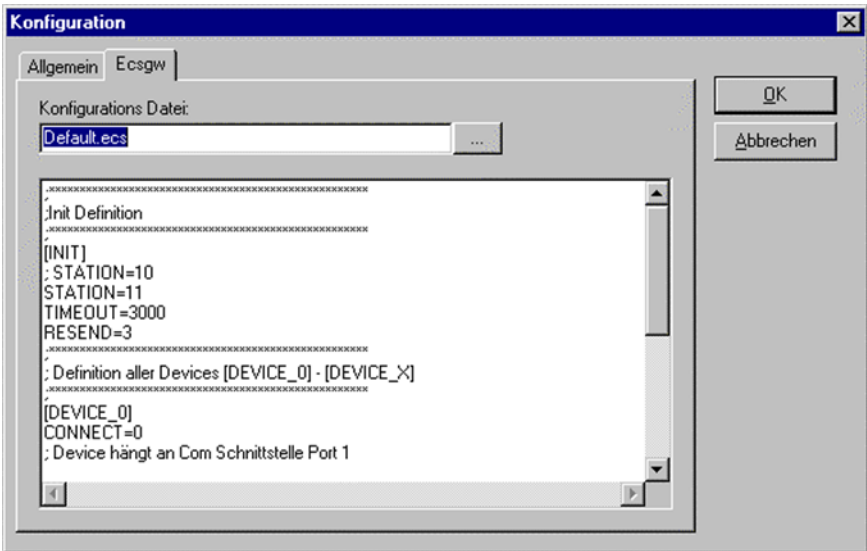 Konfiguration
Allgemein
Ecsgw
OK
Abbrechen
Konfigurations Datei:
Default.ecs
...
;****************************************************
;Init Definition
;****************************************************
[INIT]
; STATION=10
STATION=11
TIMEOUT=3000
RESEND=3
;****************************************************
; Definition aller Devices [DEVICE_0] - [DEVICE_X]
;****************************************************
[DEVICE_0]
CONNECT=0
; Device hängt an Com Schnittstelle Port 1